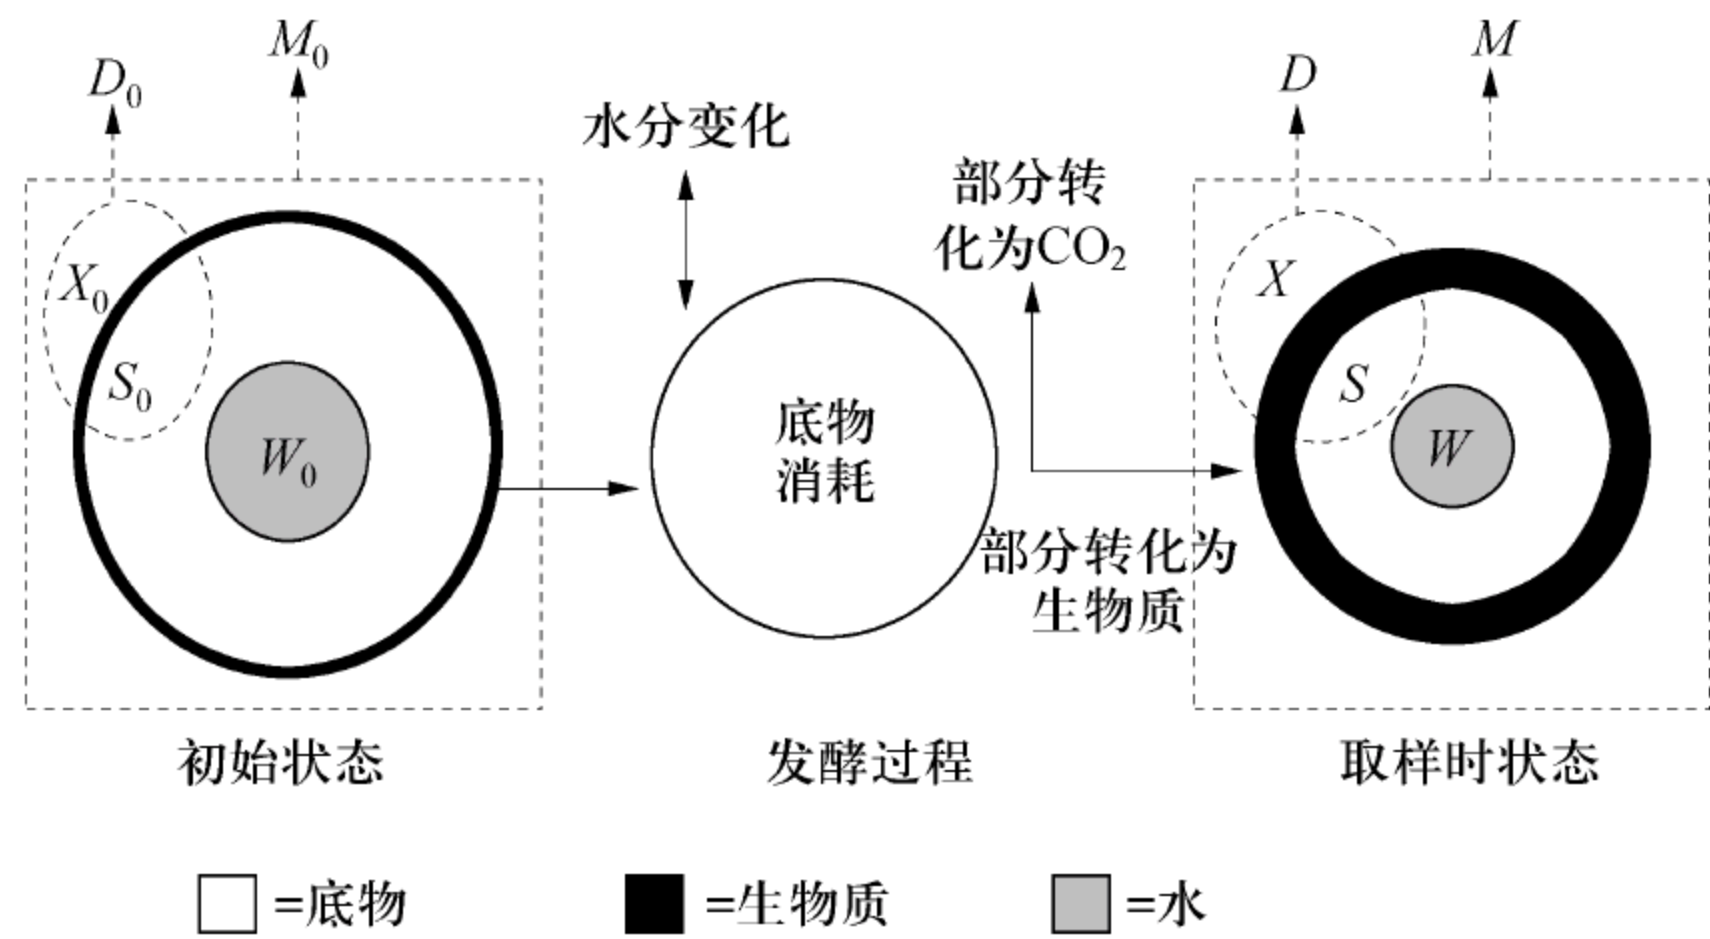 D₀
M₀
X₀
S₀
W₀
初始状态
水分变化
底物
消耗
发酵过程
部分转
化为CO₂
部分转化为
生物质
D
M
X
S
W
取样时状态
=底物
=生物质
=水